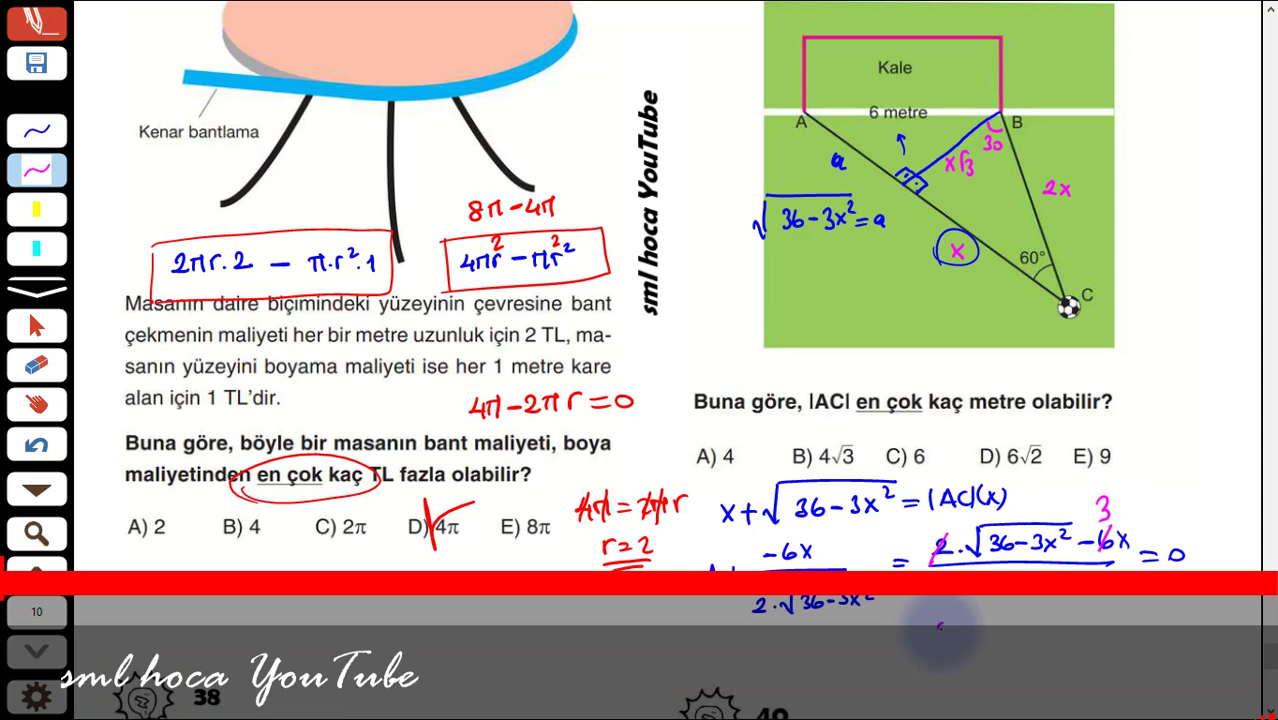 Kenar bantlama
8π-4π
2πr.2 - π.r².1
4πr² - πr²²
Masanın daire biçimindeki yüzeyinin çevresine bant
çekmenin maliyeti her bir metre uzunluk için 2 TL, ma-
sanın yüzeyini boyama maliyeti ise her 1 metre kare
alan için 1 TL'dir.
4π-2πr=0
Buna göre, böyle bir masanın bant maliyeti, boya
maliyetinden en çok kaç TL fazla olabilir?
A) 2 B) 4 C) 2π D) 4π E) 8π
r=2
sml hoca YouTube
Kale
6 metre
A
B
30
a
x√3
2x
√36-3x²=a
x
60°
C
Buna göre, |AC| en çok kaç metre olabilir?
A) 4 B) 4√3 C) 6 D) 6√2 E) 9
x+√36-3x² = |AC|(x)
3
-6x
= 2.√36-3x² -6x =0
2.√36-3x²
10
sml hoca YouTube
38
40